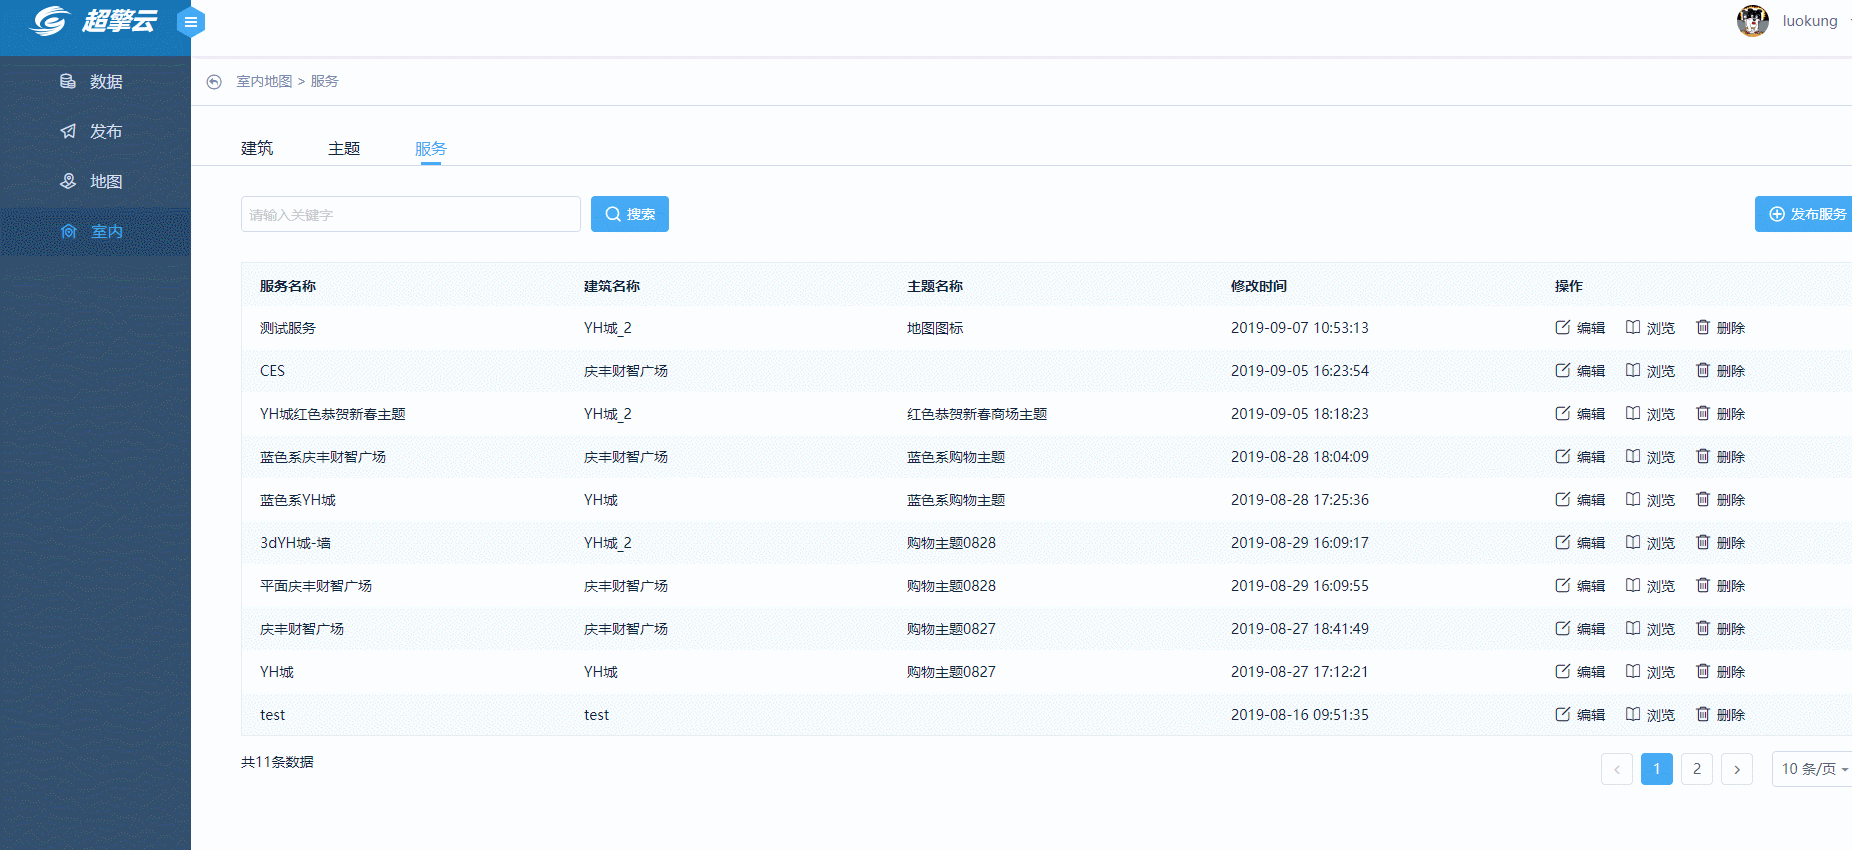 超擎云
luokung
数据
发布
地图
室内
室内地图 > 服务
建筑 主题 服务
请输入关键字 搜索 发布服务
服务名称 建筑名称 主题名称 修改时间 操作
测试服务 YH城_2 地图图标 2019-09-07 10:53:13 编辑 浏览 删除
CES 庆丰财智广场 2019-09-05 16:23:54 编辑 浏览 删除
YH城红色恭贺新春主题 YH城_2 红色恭贺新春商场主题 2019-09-05 18:18:23 编辑 浏览 删除
蓝色系庆丰财智广场 庆丰财智广场 蓝色系购物主题 2019-08-28 18:04:09 编辑 浏览 删除
蓝色系YH城 YH城 蓝色系购物主题 2019-08-28 17:25:36 编辑 浏览 删除
3dYH城-墙 YH城_2 购物主题0828 2019-08-29 16:09:17 编辑 浏览 删除
平面庆丰财智广场 庆丰财智广场 购物主题0828 2019-08-29 16:09:55 编辑 浏览 删除
庆丰财智广场 庆丰财智广场 购物主题0827 2019-08-27 18:41:49 编辑 浏览 删除
YH城 YH城 购物主题0827 2019-08-27 17:12:21 编辑 浏览 删除
test test 2019-08-16 09:51:35 编辑 浏览 删除
共11条数据 < 1 2 > 10 条/页